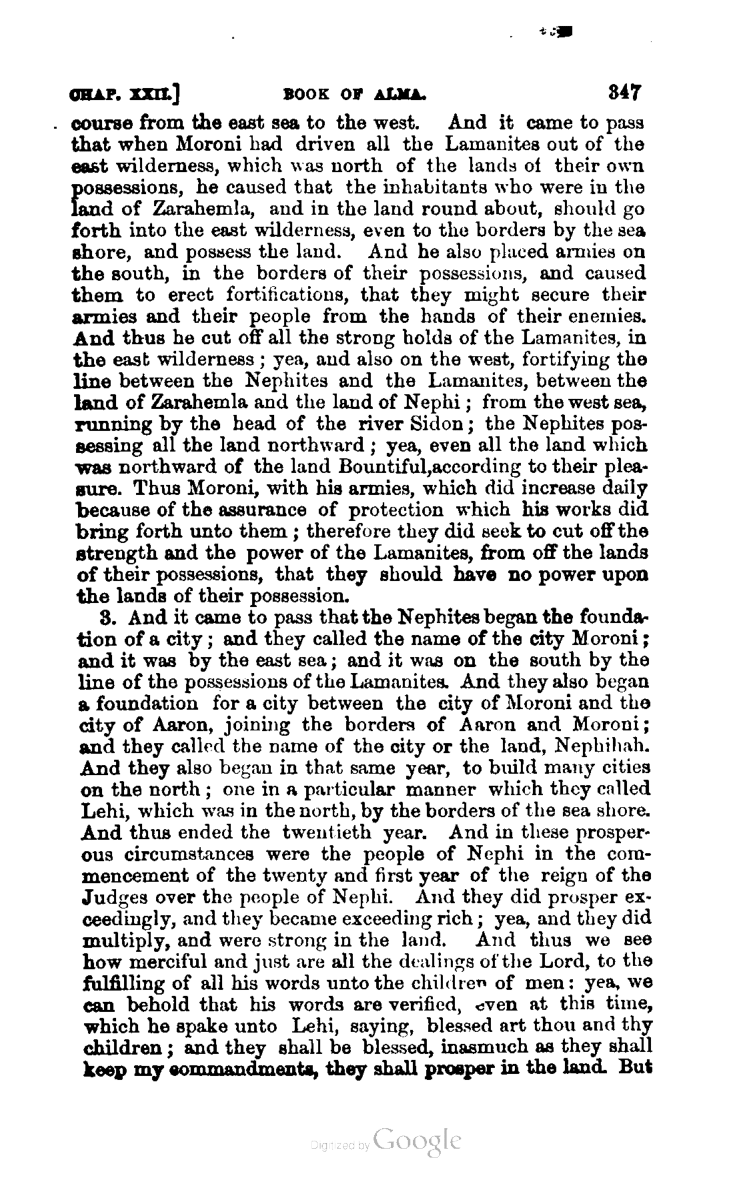 CHAP. XXII.] BOOK OF ALMA. 347
course from the east sea to the west. And it came to pass
that when Moroni had driven all the Lamanites out of the
east wilderness, which was north of the lands of their own
possessions, he caused that the inhabitants who were in the
land of Zarahemla, and in the land round about, should go
forth into the east wilderness, even to the borders by the sea
shore, and possess the land. And he also placed armies on
the south, in the borders of their possessions, and caused
them to erect fortifications, that they might secure their
armies and their people from the hands of their enemies.
And thus he cut off all the strong holds of the Lamanites, in
the east wilderness; yea, and also on the west, fortifying the
line between the Nephites and the Lamanites, between the
land of Zarahemla and the land of Nephi; from the west sea,
running by the head of the river Sidon; the Nephites pos-
sessing all the land northward; yea, even all the land which
was northward of the land Bountiful,according to their plea-
sure. Thus Moroni, with his armies, which did increase daily
because of the assurance of protection which his works did
bring forth unto them; therefore they did seek to cut off the
strength and the power of the Lamanites, from off the lands
of their possessions, that they should have no power upon
the lands of their possession.
3. And it came to pass that the Nephites began the founda-
tion of a city; and they called the name of the city Moroni;
and it was by the east sea; and it was on the south by the
line of the possessions of the Lamanites. And they also began
a foundation for a city between the city of Moroni and the
city of Aaron, joining the borders of Aaron and Moroni;
and they called the name of the city or the land, Nephihah.
And they also began in that same year, to build many cities
on the north; one in a particular manner which they called
Lehi, which was in the north, by the borders of the sea shore.
And thus ended the twentieth year. And in these prosper-
ous circumstances were the people of Nephi in the com-
mencement of the twenty and first year of the reign of the
Judges over the people of Nephi. And they did prosper ex-
ceedingly, and they became exceeding rich; yea, and they did
multiply, and were strong in the land. And thus we see
how merciful and just are all the dealings of the Lord, to the
fulfilling of all his words unto the children of men: yea, we
can behold that his words are verified, even at this time,
which he spake unto Lehi, saying, blessed art thou and thy
children; and they shall be blessed, inasmuch as they shall
keep my commandments, they shall prosper in the land. But
Digitized by Google